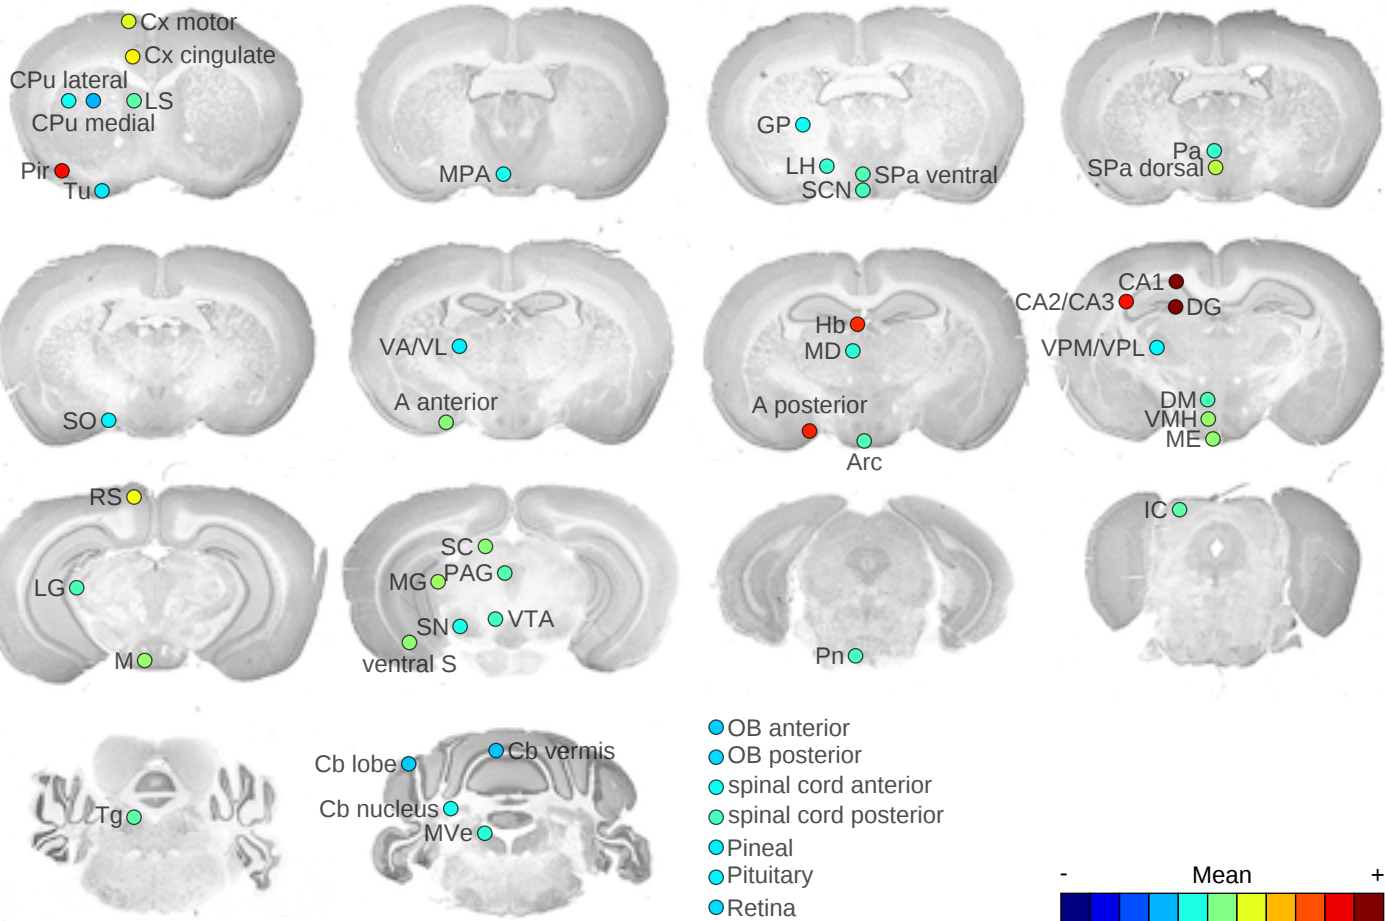 Cx motor
Cx cingulate
CPu lateral
LS
CPu medial
Pir
Tu
MPA
GP
LH
SPa ventral
SCN
Pa
SPa dorsal
SO
VA/VL
A anterior
Hb
MD
A posterior
Arc
CA1
CA2/CA3
DG
VPM/VPL
DM
VMH
ME
RS
LG
M
SC
PAG
MG
SN
VTA
ventral S
Pn
IC
Tg
Cb lobe
Cb vermis
Cb nucleus
MVe
OB anterior
OB posterior
spinal cord anterior
spinal cord posterior
Pineal
Pituitary
Retina
- Mean +